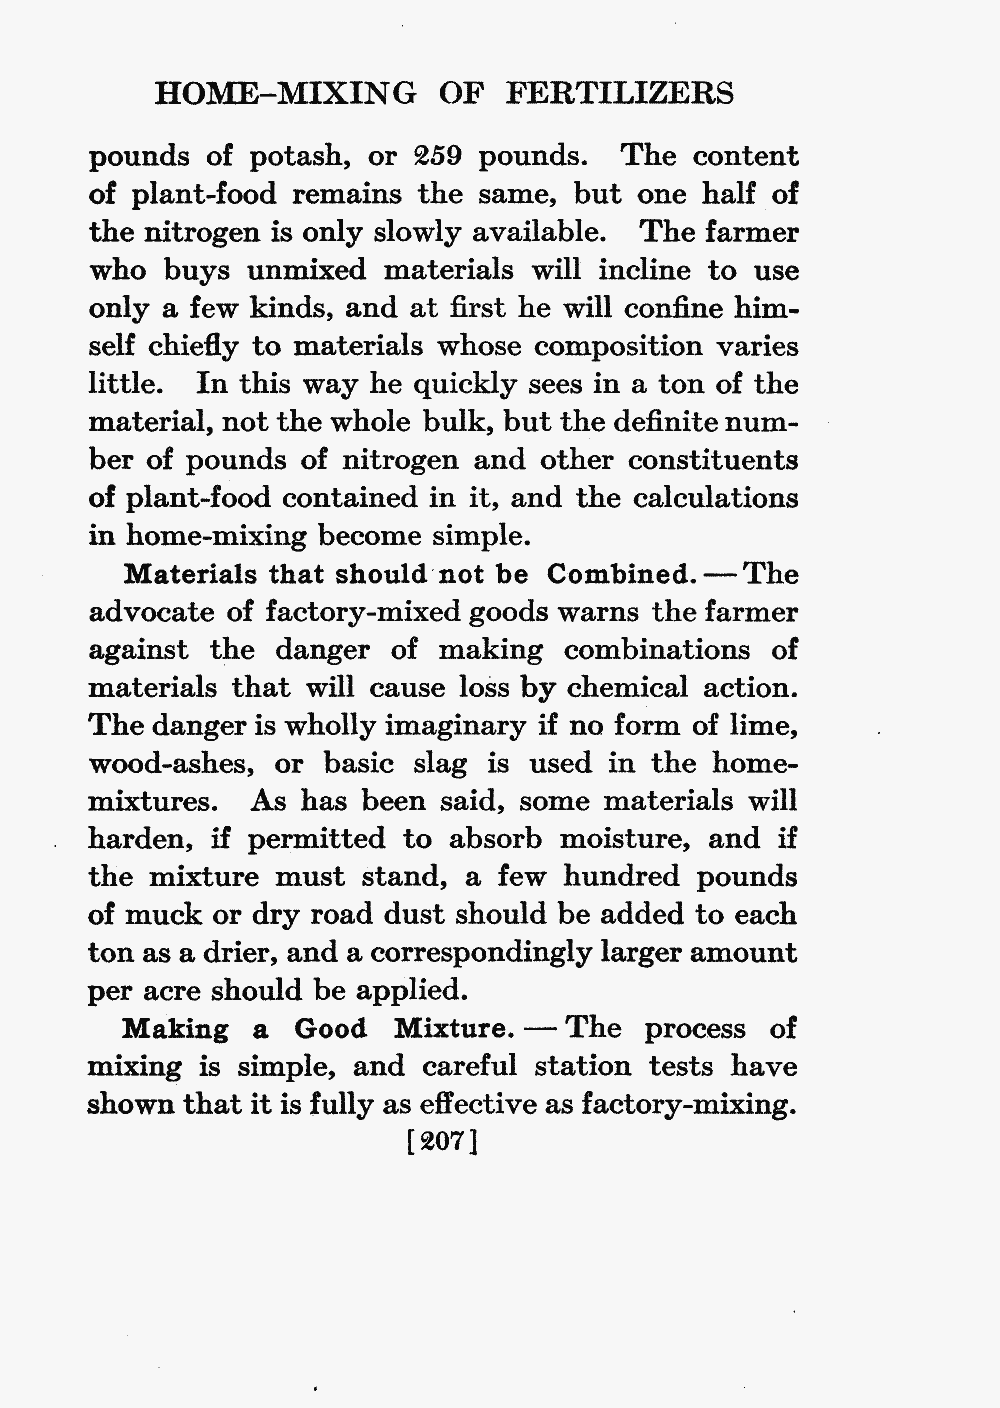 HOME-MIXING OF FERTILIZERS
pounds of potash, or 259 pounds. The content
of plant-food remains the same, but one half of
the nitrogen is only slowly available. The farmer
who buys unmixed materials will incline to use
only a few kinds, and at first he will confine him-
self chiefly to materials whose composition varies
little. In this way he quickly sees in a ton of the
material, not the whole bulk, but the definite num-
ber of pounds of nitrogen and other constituents
of plant-food contained in it, and the calculations
in home-mixing become simple.
Materials that should not be Combined. — The
advocate of factory-mixed goods warns the farmer
against the danger of making combinations of
materials that will cause loss by chemical action.
The danger is wholly imaginary if no form of lime,
wood-ashes, or basic slag is used in the home-
mixtures. As has been said, some materials will
harden, if permitted to absorb moisture, and if
the mixture must stand, a few hundred pounds
of muck or dry road dust should be added to each
ton as a drier, and a correspondingly larger amount
per acre should be applied.
Making a Good Mixture. — The process of
mixing is simple, and careful station tests have
shown that it is fully as effective as factory-mixing.
[207]